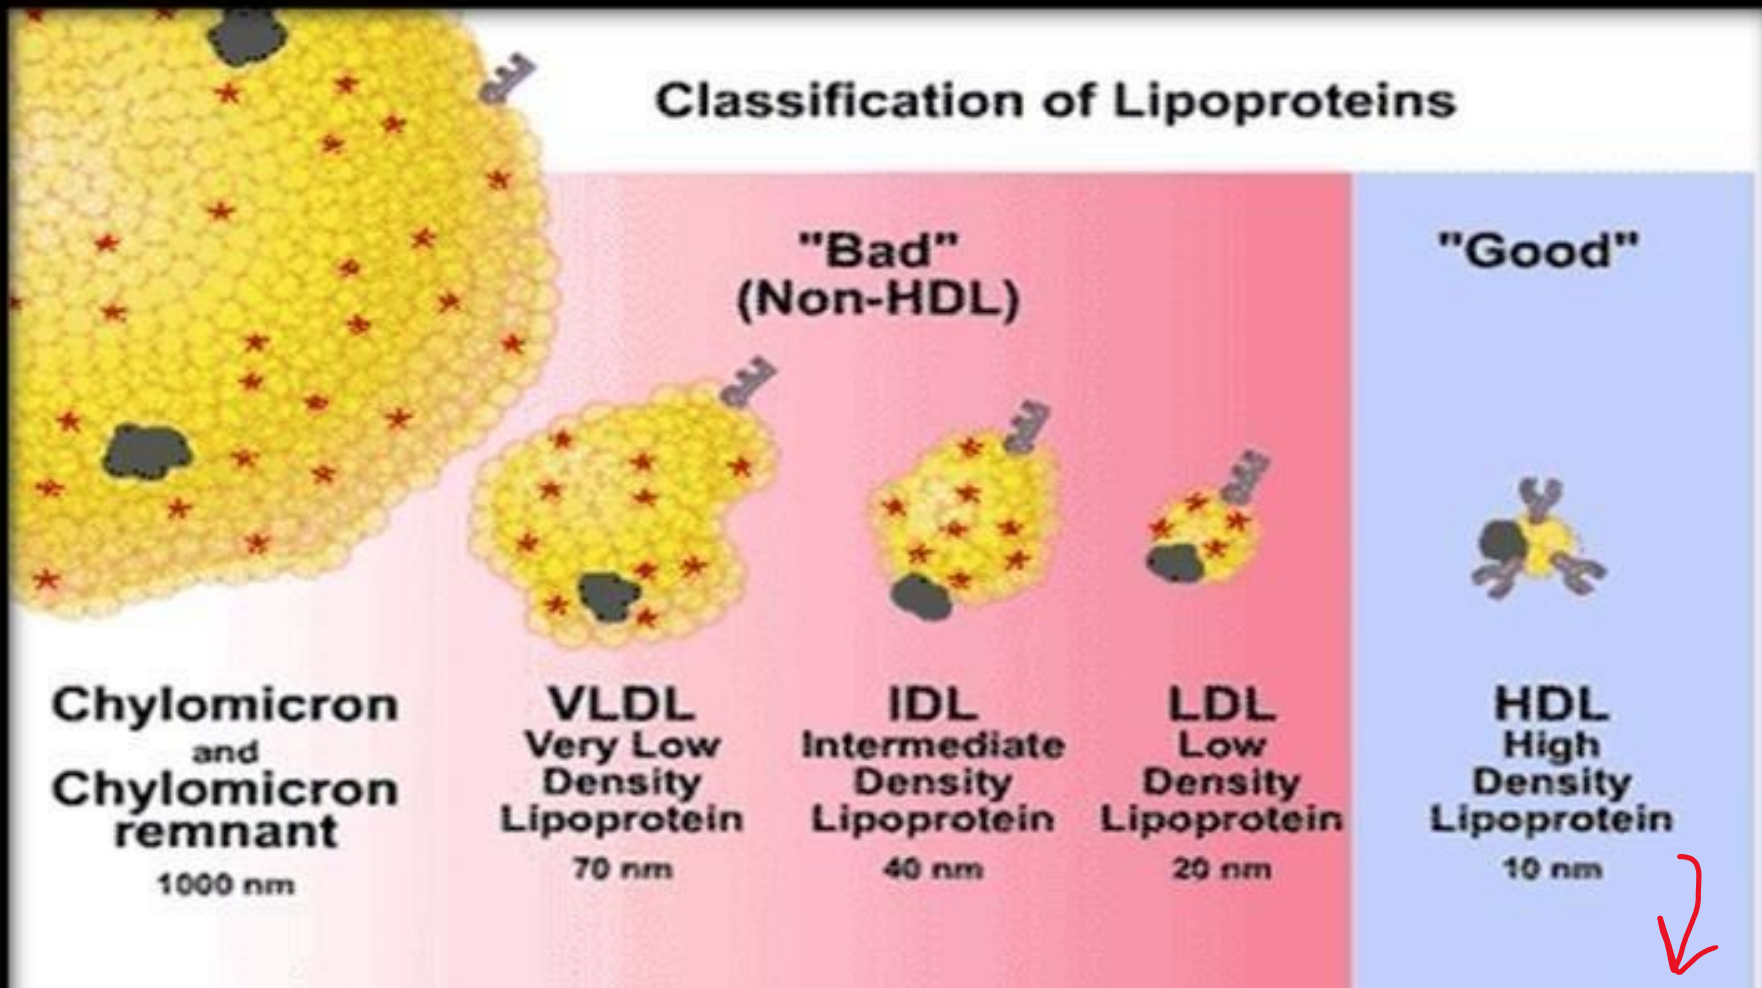 Classification of Lipoproteins
"Bad"
(Non-HDL)
"Good"
Chylomicron
and
Chylomicron
remnant
1000 nm
VLDL
Very Low
Density
Lipoprotein
70 nm
IDL
Intermediate
Density
Lipoprotein
40 nm
LDL
Low
Density
Lipoprotein
20 nm
HDL
High
Density
Lipoprotein
10 nm